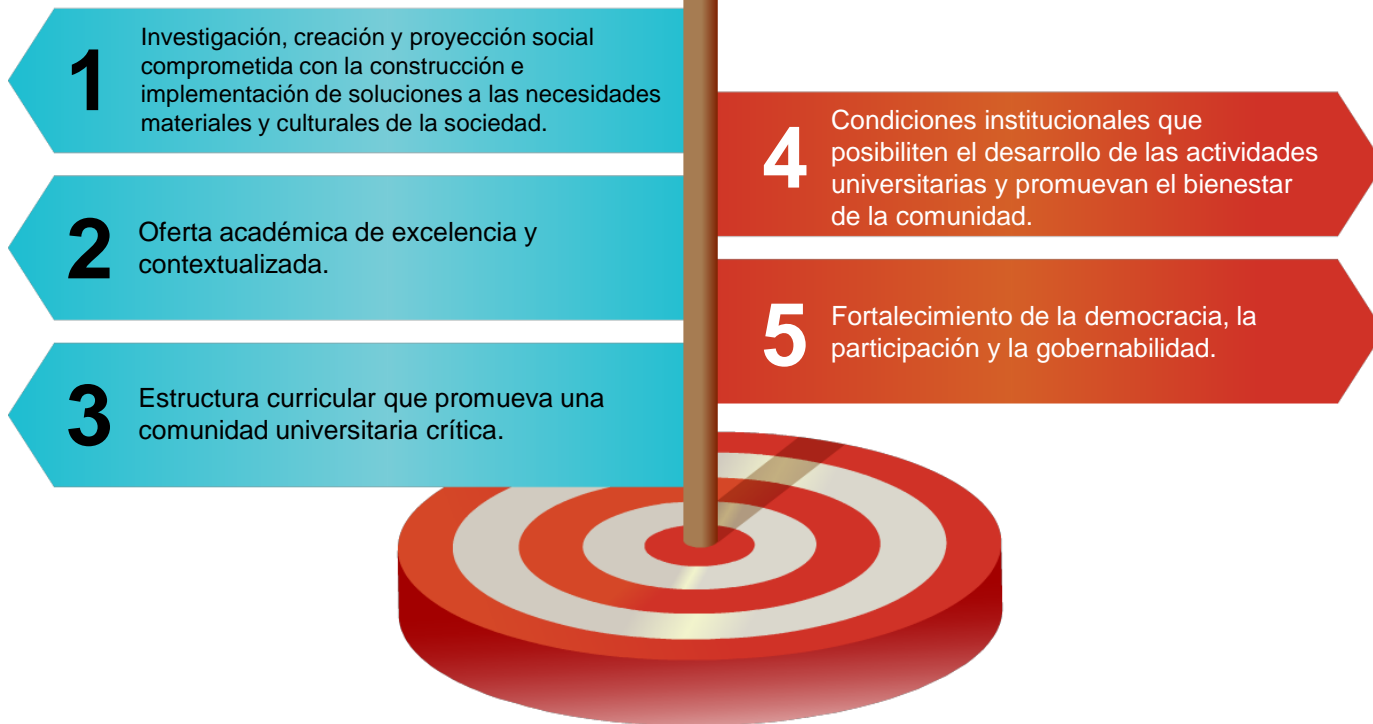 1
Investigación, creación y proyección social
comprometida con la construcción e
implementación de soluciones a las necesidades
materiales y culturales de la sociedad.
2
Oferta académica de excelencia y
contextualizada.
3
Estructura curricular que promueva una
comunidad universitaria crítica.
4
Condiciones institucionales que
posibiliten el desarrollo de las actividades
universitarias y promuevan el bienestar
de la comunidad.
5
Fortalecimiento de la democracia, la
participación y la gobernabilidad.